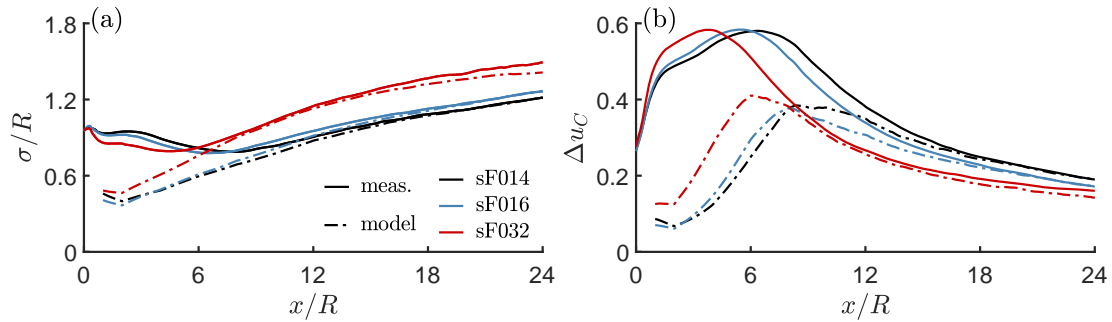 (a)
1.8
1.2
0.6
0
σ/R
0 6 12 18 24
x/R
meas.
model
sF014
sF016
sF032
(b)
0.6
0.4
0.2
0
Δu_C
0 6 12 18 24
x/R